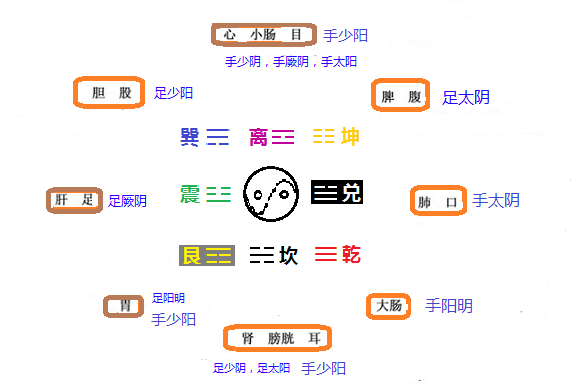 心 小肠 目 手少阳
手少阴，手厥阴，手太阳
胆 股 足少阳 脾 腹 足太阴
巽 ☴ 离 ☲ ☷ 坤
肝 足 足厥阴 震 ☳ ☱ 兑 肺 口 手太阴
艮 ☶ ☵ 坎 ☰ 乾
胃 足阳明
手少阳
大肠 手阳明
肾 膀胱 耳
足少阴，足太阳 手少阳